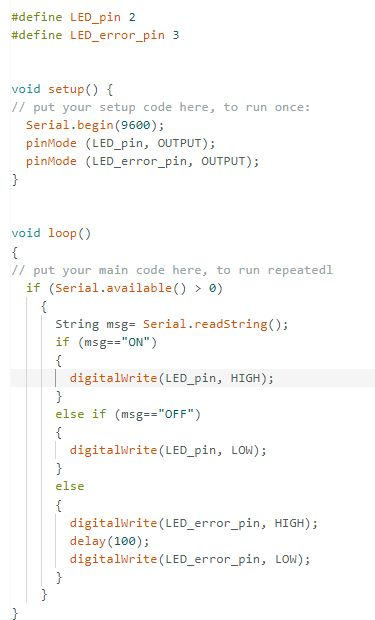 #define LED_pin 2
#define LED_error_pin 3
void setup() {
// put your setup code here, to run once:
Serial.begin(9600);
pinMode (LED_pin, OUTPUT);
pinMode (LED_error_pin, OUTPUT);
}
void loop()
{
// put your main code here, to run repeatedl
if (Serial.available() > 0)
{
String msg= Serial.readString();
if (msg=="ON")
{
digitalWrite(LED_pin, HIGH);
}
else if (msg=="OFF")
{
digitalWrite(LED_pin, LOW);
}
else
{
digitalWrite(LED_error_pin, HIGH);
delay(100);
digitalWrite(LED_error_pin, LOW);
}
}
}